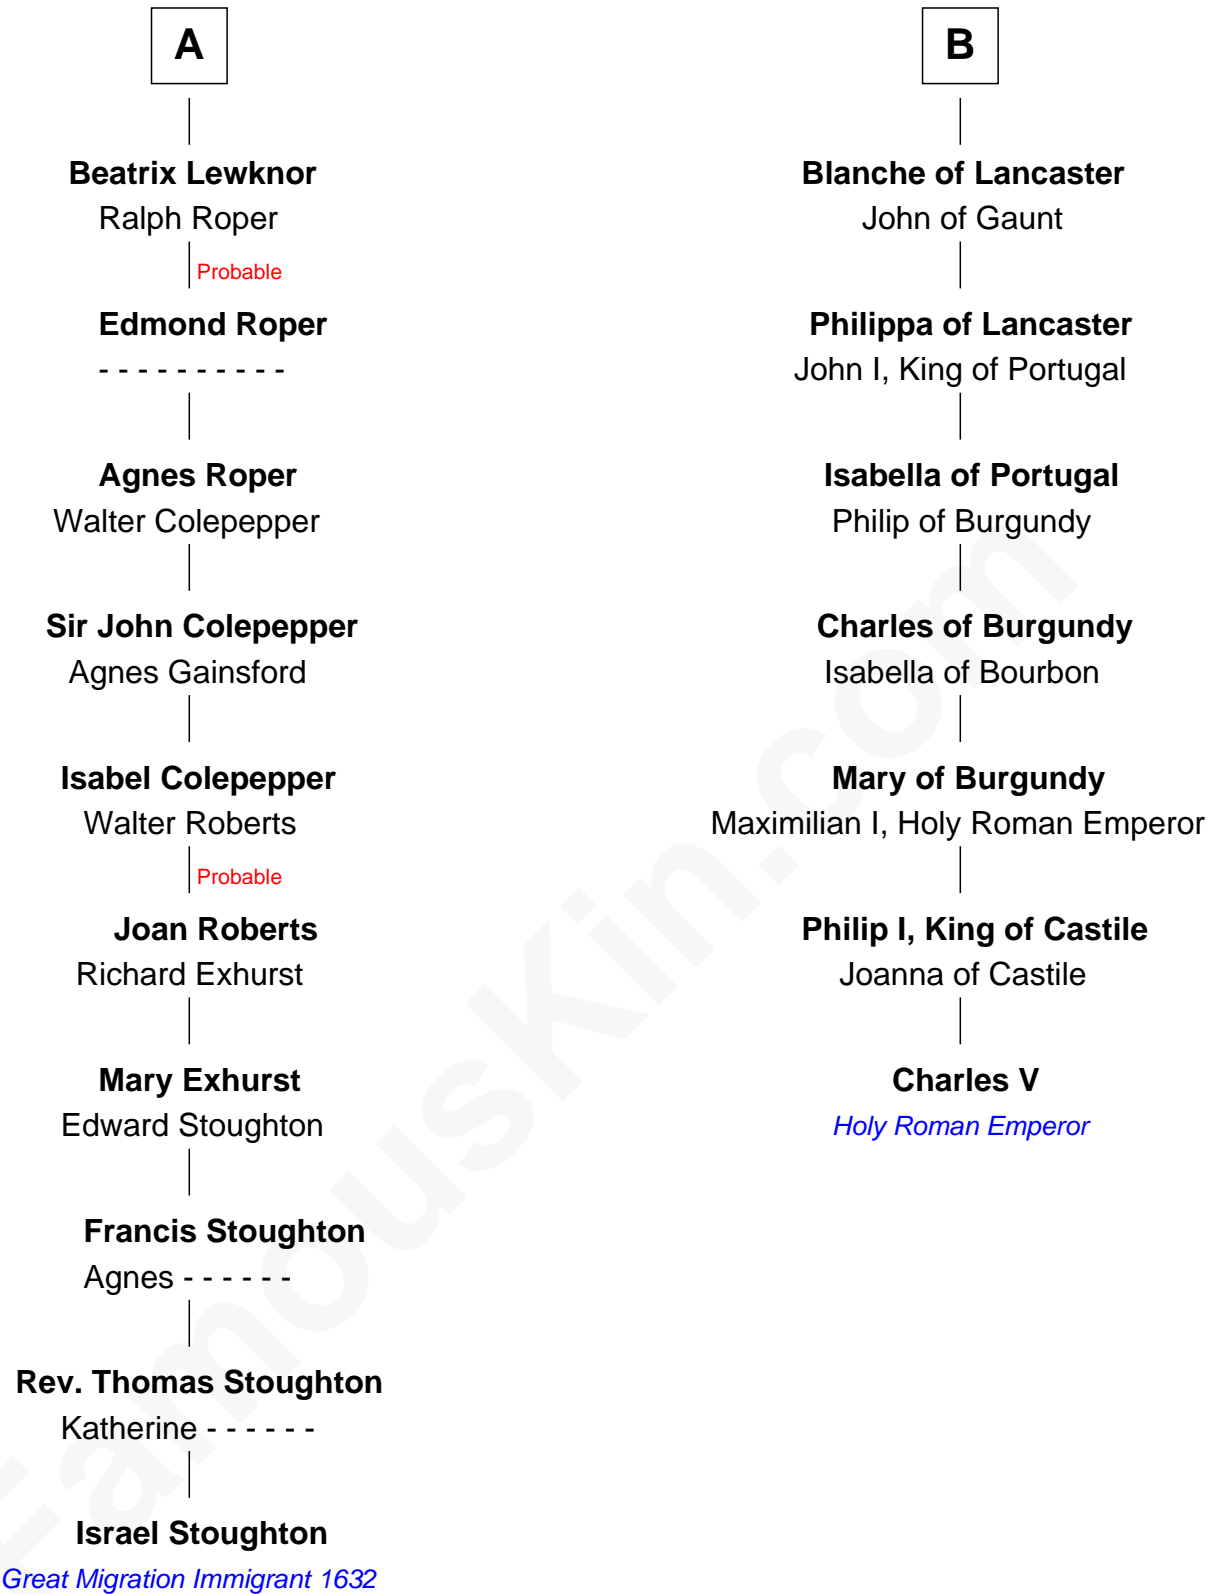 A
Beatrix Lewknor
Ralph Roper
Probable
Edmond Roper
- - - - - - - - - -
Agnes Roper
Walter Colepepper
Sir John Colepepper
Agnes Gainsford
Isabel Colepepper
Walter Roberts
Probable
Joan Roberts
Richard Exhurst
Mary Exhurst
Edward Stoughton
Francis Stoughton
Agnes - - - - - -
Rev. Thomas Stoughton
Katherine - - - - - -
Israel Stoughton
Great Migration Immigrant 1632
B
Blanche of Lancaster
John of Gaunt
Philippa of Lancaster
John I, King of Portugal
Isabella of Portugal
Philip of Burgundy
Charles of Burgundy
Isabella of Bourbon
Mary of Burgundy
Maximilian I, Holy Roman Emperor
Philip I, King of Castile
Joanna of Castile
Charles V
Holy Roman Emperor
FamousKin.com